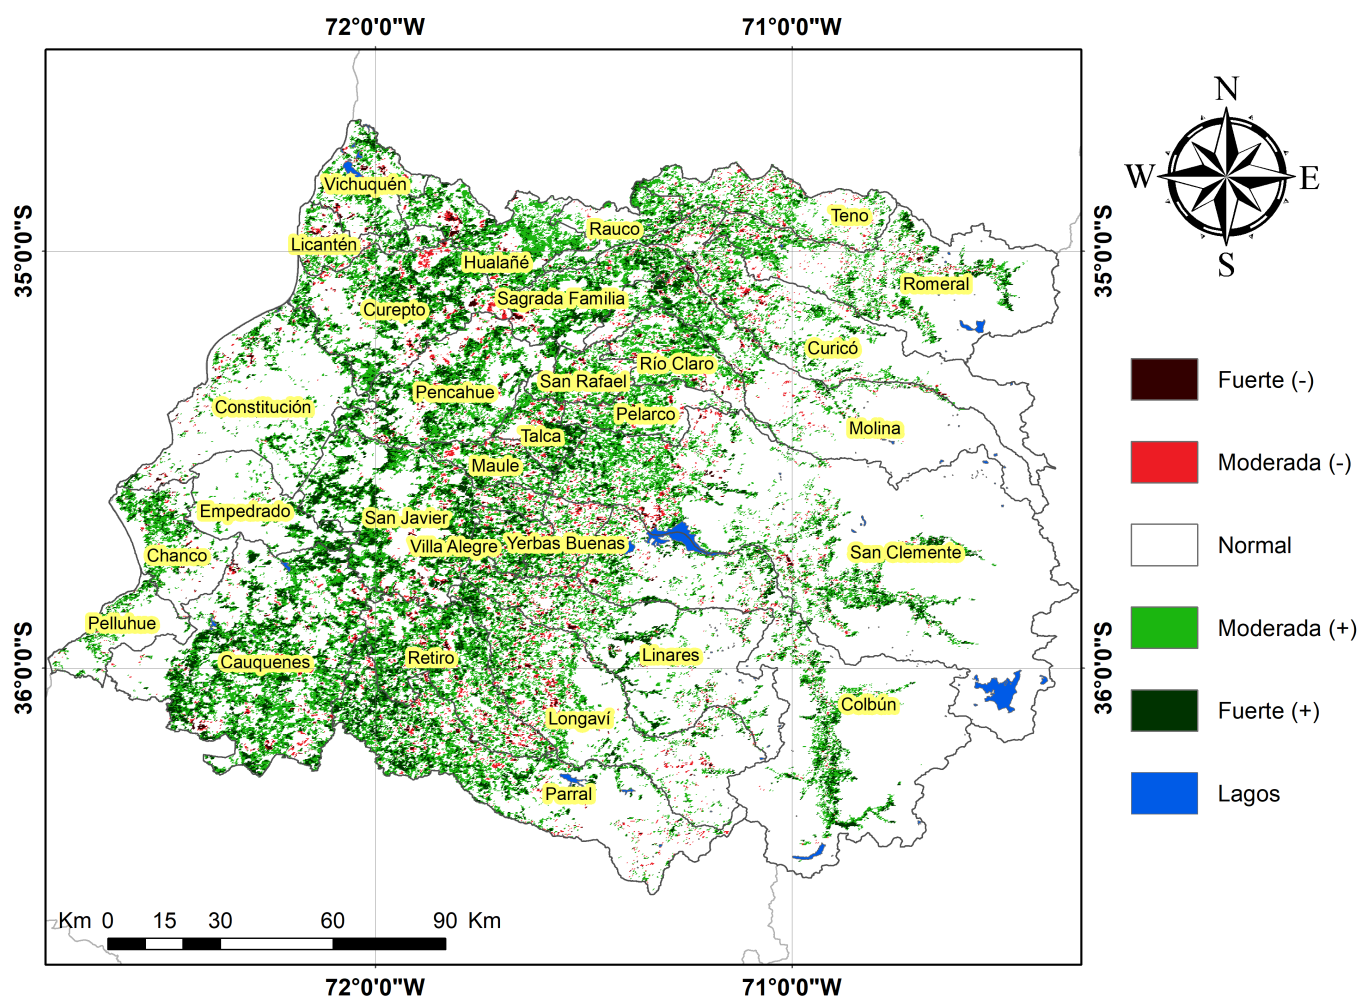 72°0'0"W
71°0'0"W
N
W
E
S
35°0'0"S
35°0'0"S
Vichuquén
Teno
Rauco
Licantén
Hualañé
Romeral
Sagrada Familia
Curepto
Curicó
Río Claro
San Rafael
Pencahue
Constitución
Pelarco
Molina
Talca
Maule
Empedrado
San Javier
Villa Alegre
Yerbas Buenas
San Clemente
Chanco
Pelluhue
Cauquenes
Retiro
Linares
Colbún
Longaví
Parral
36°0'0"S
36°0'0"S
Fuerte (-)
Moderada (-)
Normal
Moderada (+)
Fuerte (+)
Lagos
Km 0 15 30 60 90 Km
72°0'0"W
71°0'0"W